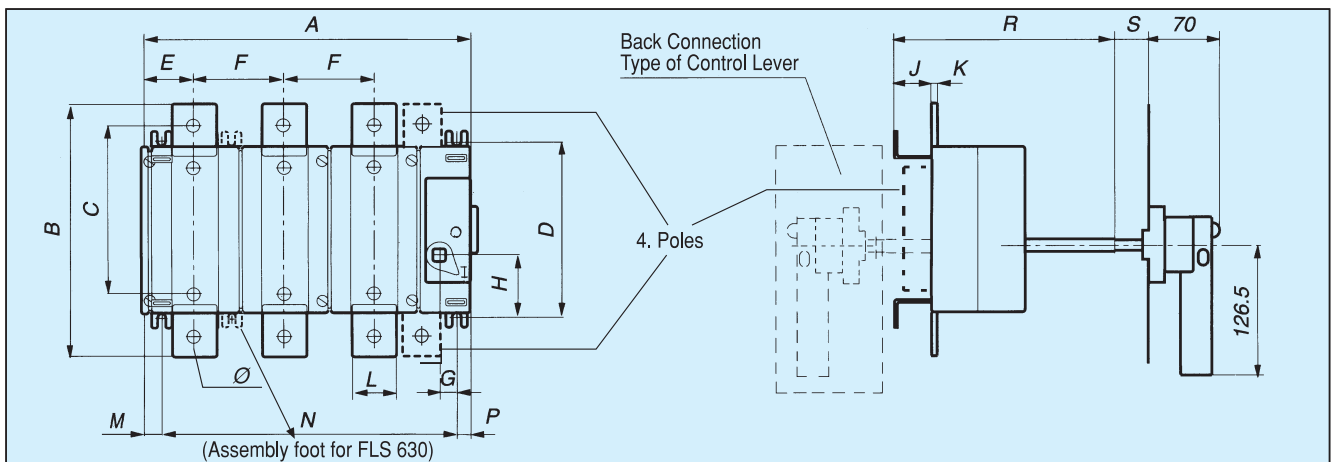 A
R
S
70
E
F
F
Back Connection
Type of Control Lever
J
K
B
C
D
4. Poles
H
I
O
126.5
Ø
L
G
M
N
P
(Assembly foot for FLS 630)